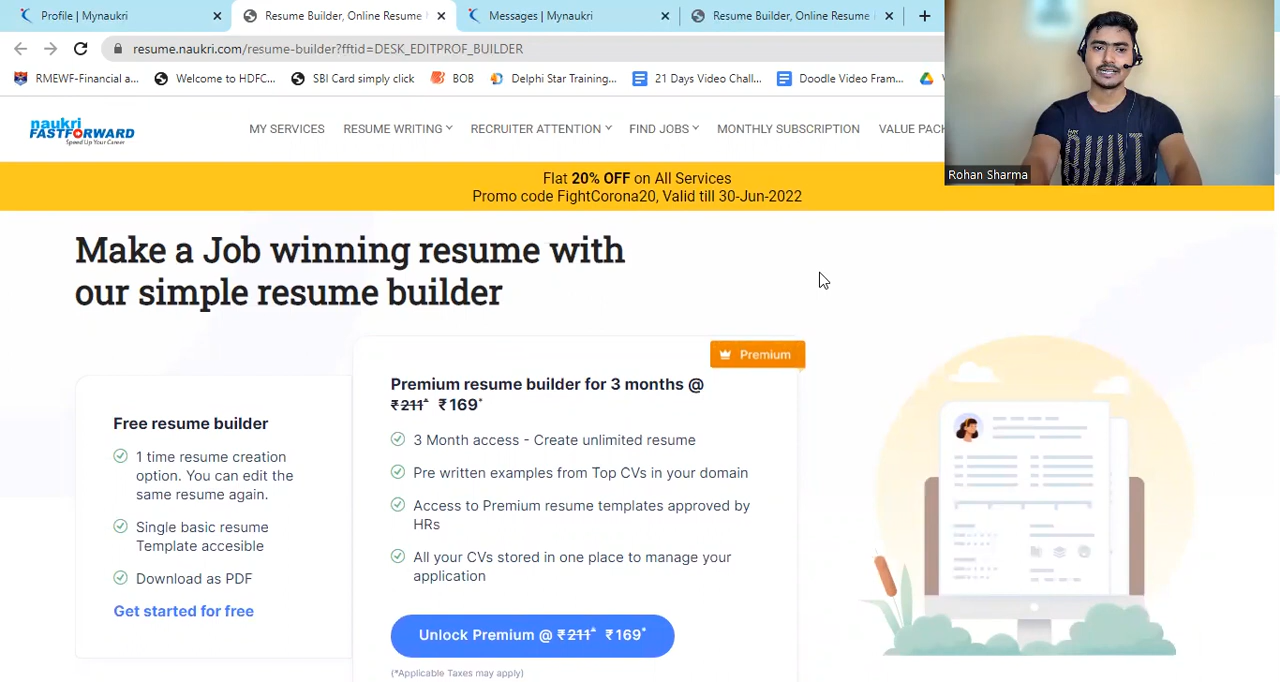 Profile | Mynaukri
Resume Builder, Online Resume
Messages | Mynaukri
Resume Builder, Online Resume
resume.naukri.com/resume-builder?fftid=DESK_EDITPROF_BUILDER
RMEWF-Financial a...
Welcome to HDFC...
SBI Card simply click
BOB
Delphi Star Training...
21 Days Video Chall...
Doodle Video Fram...
naukri
FASTFORWARD
Speed Up Your Career
MY SERVICES
RESUME WRITING
RECRUITER ATTENTION
FIND JOBS
MONTHLY SUBSCRIPTION
VALUE PACK
BUILT
Rohan Sharma
Flat 20% OFF on All Services
Promo code FightCorona20, Valid till 30-Jun-2022
Make a Job winning resume with
our simple resume builder
Free resume builder
1 time resume creation
option. You can edit the
same resume again.
Single basic resume
Template accesible
Download as PDF
Get started for free
Premium
Premium resume builder for 3 months @
₹211* ₹169*
3 Month access - Create unlimited resume
Pre written examples from Top CVs in your domain
Access to Premium resume templates approved by
HRs
All your CVs stored in one place to manage your
application
Unlock Premium @ ₹211* ₹169*
(*Applicable Taxes may apply)